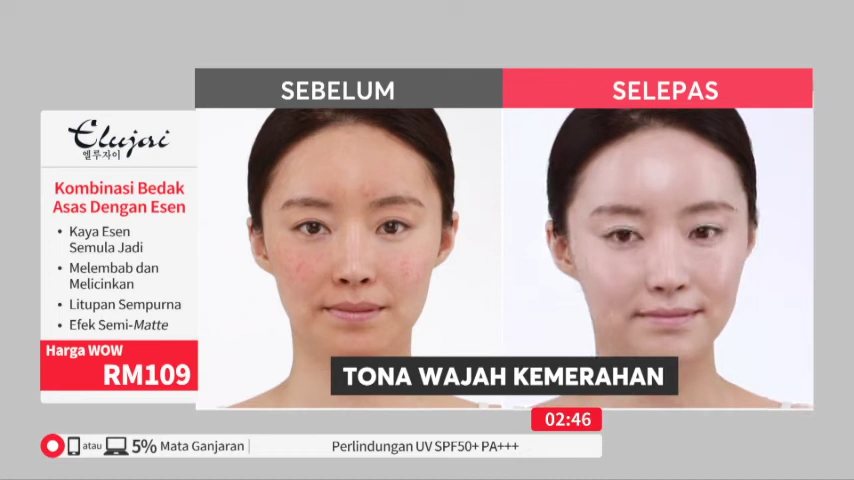 SEBELUM
SELEPAS
Elujai
엘루자이
Kombinasi Bedak
Asas Dengan Esen
• Kaya Esen
Semula Jadi
• Melembab dan
Melicinkan
• Litupan Sempurna
• Efek Semi-Matte
Harga WOW
RM109
TONA WAJAH KEMERAHAN
02:46
atau
5% Mata Ganjaran
Perlindungan UV SPF50+ PA+++